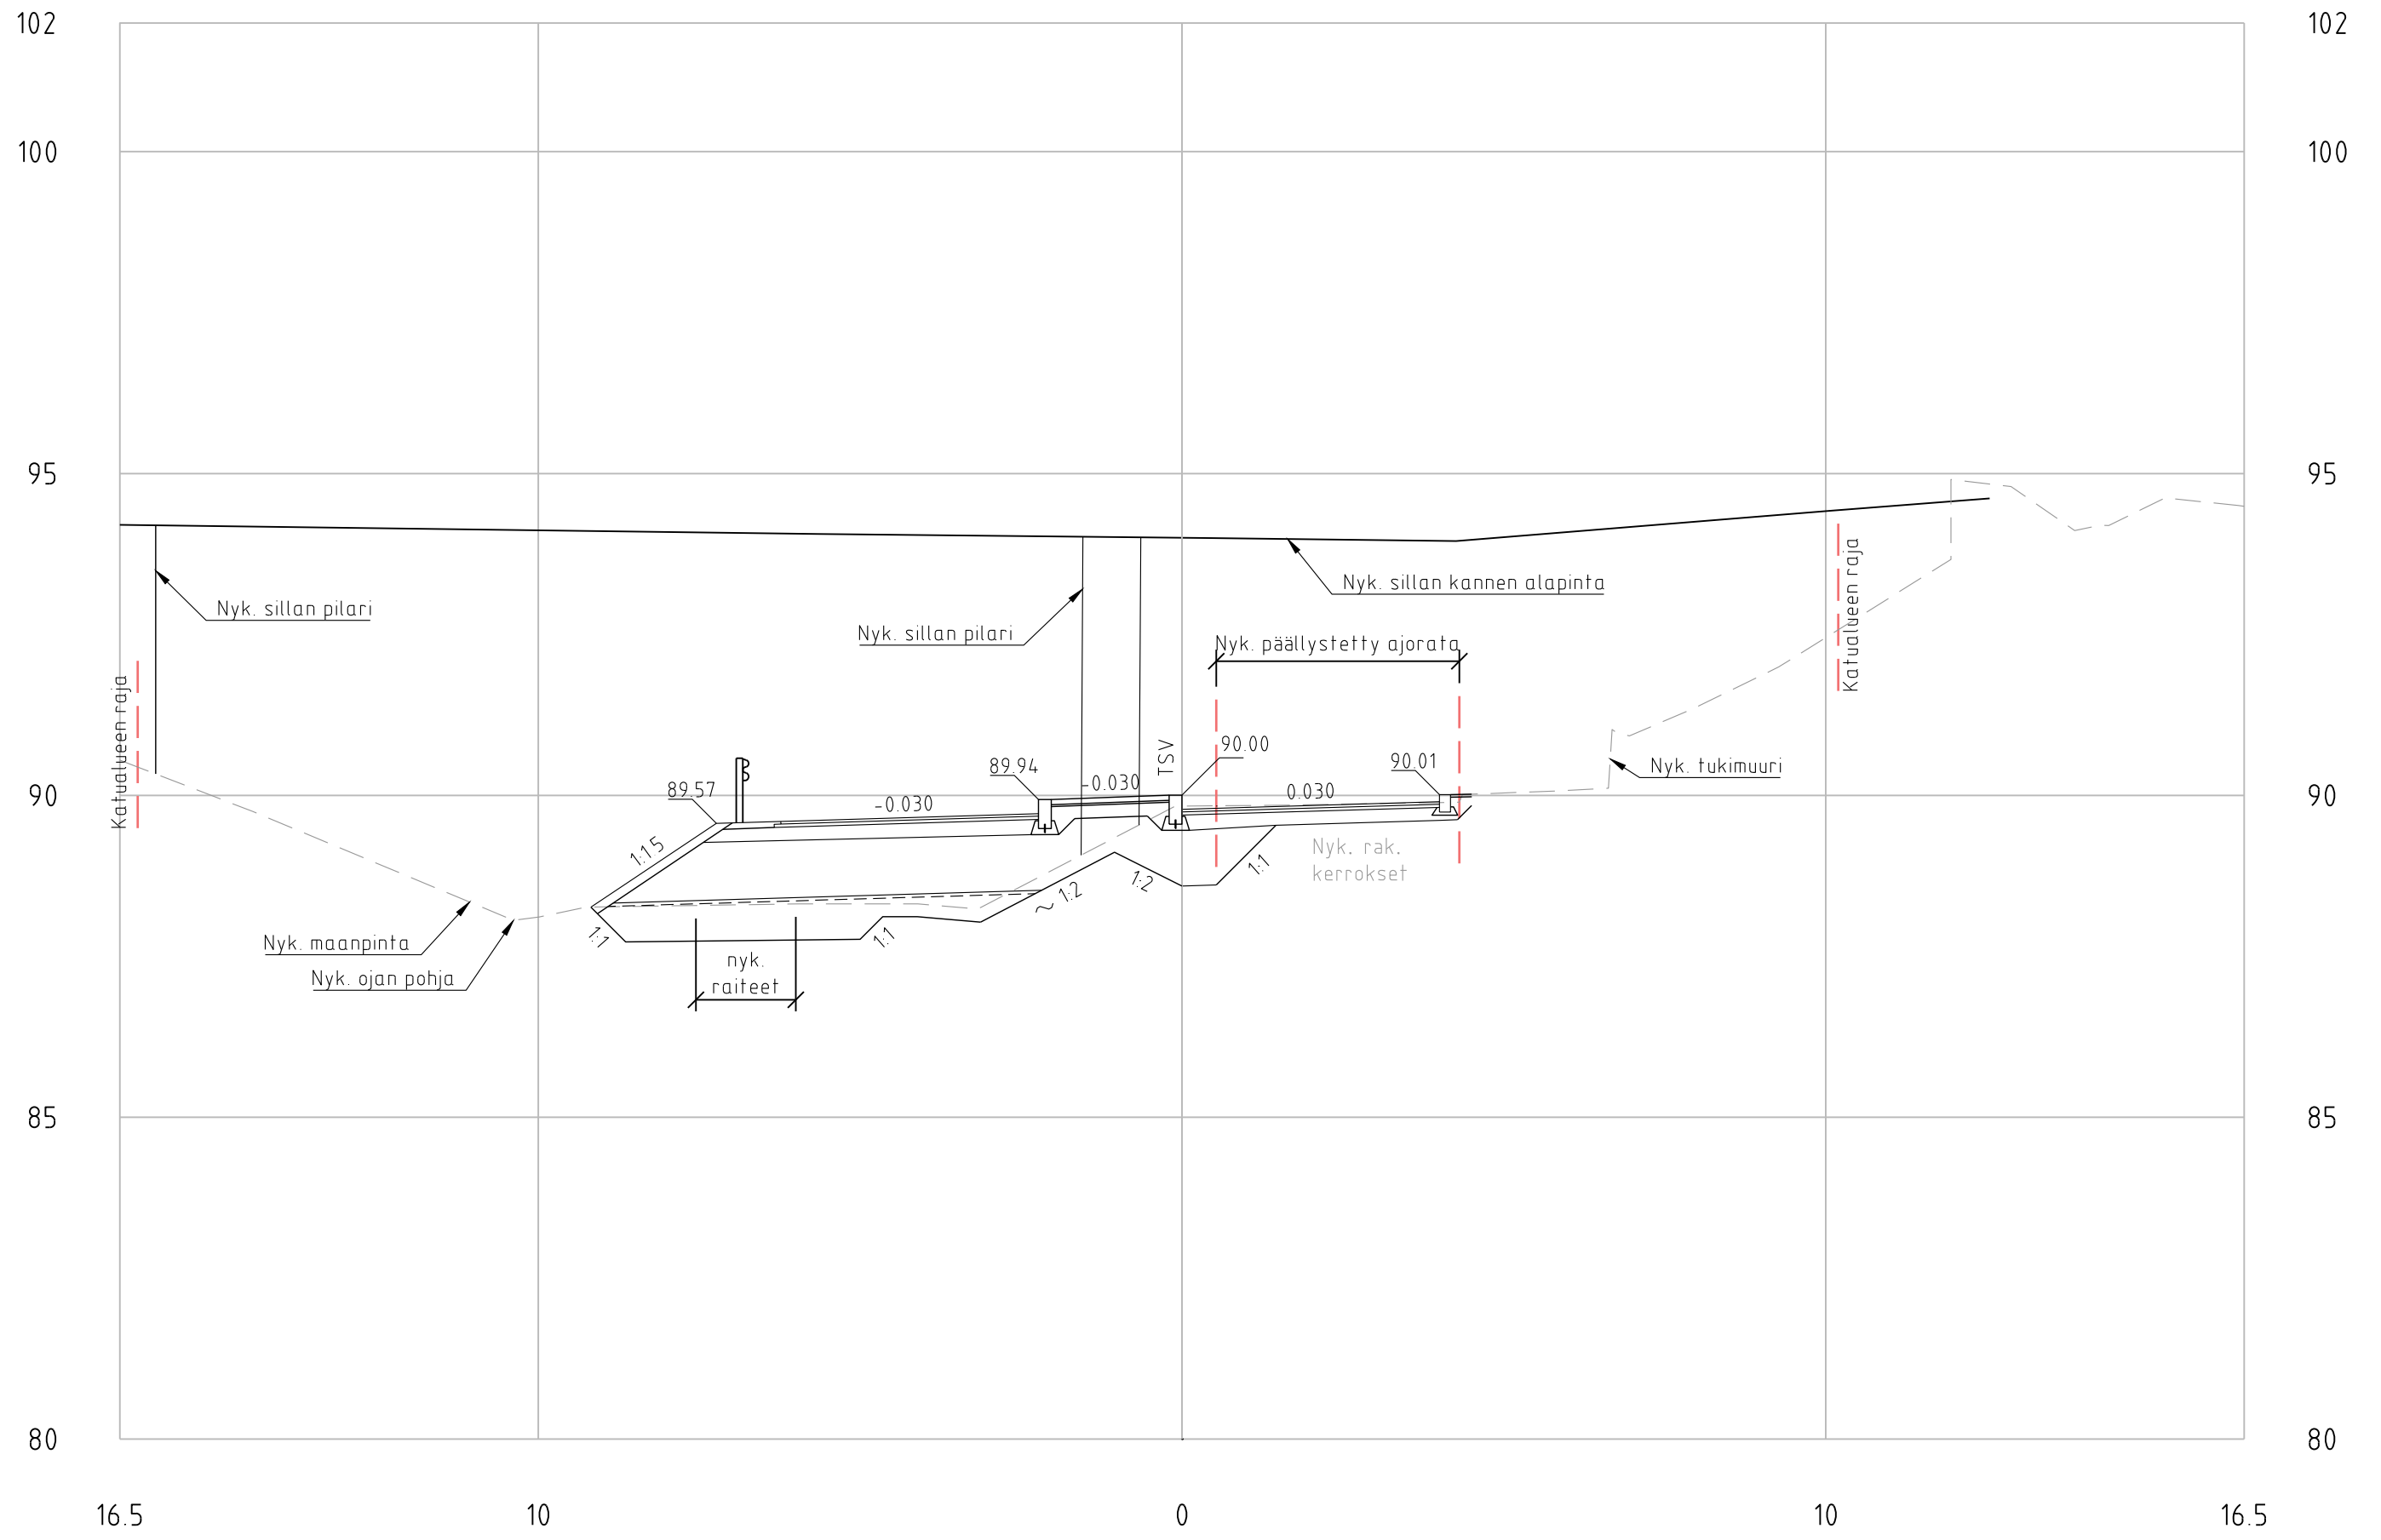 102
102
100
100
95
95
Nyk. sillan kannen alapinta
Nyk. sillan pilari
Nyk. sillan pilari
Nyk. päällystetty ajorata
Katualueen raja
Katualueen raja
TSV
90.00
89.94
90.01
Nyk. tukimuuri
89.57
-0.030
-0.030
0.030
90
90
1:1.5
Nyk. rak.
kerrokset
1:1
1:2
~ 1:2
1:1
1:1
Nyk. maanpinta
Nyk. ojan pohja
nyk.
raiteet
85
85
80
80
16.5
10
0
10
16.5